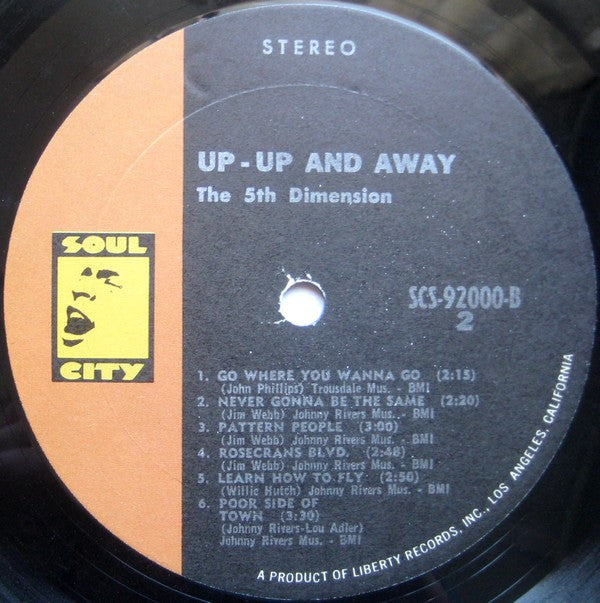 STEREO
UP - UP AND AWAY
The 5th Dimension
SOUL
CITY
SCS-92000-B
2
1. GO WHERE YOU WANNA GO (2:15)
(John Phillips) Trousdale Mus. - BMI
2. NEVER GONNA BE THE SAME (2:20)
(Jim Webb) Johnny Rivers Mus. - BMI
3. PATTERN PEOPLE (3:00)
(Jim Webb) Johnny Rivers Mus. - BMI
4. ROSECRANS BLVD. (2:48)
(Jim Webb) Johnny Rivers Mus. - BMI
5. LEARN HOW TO FLY (2:50)
(Willie Hutch) Johnny Rivers Mus. - BMI
6. POOR SIDE OF
TOWN (3:30)
(Johnny Rivers-Lou Adler)
Johnny Rivers Mus. - BMI
A PRODUCT OF LIBERTY RECORDS, INC., LOS ANGELES, CALIFORNIA